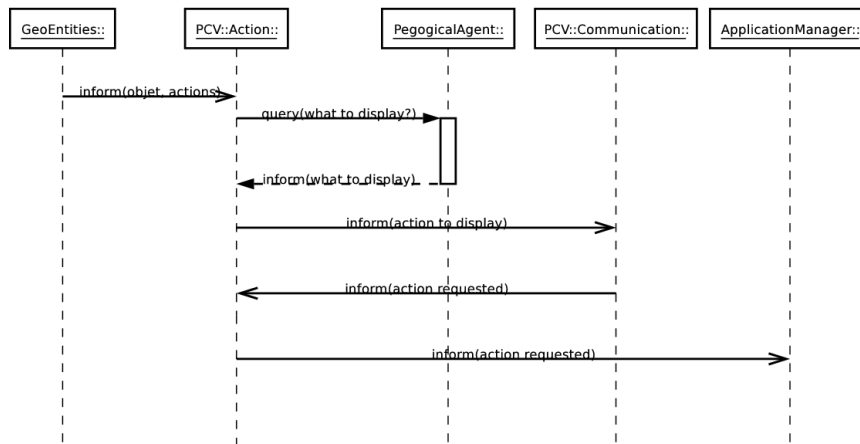 GeoEntities::
PCV::Action::
PegogicalAgent::
PCV::Communication::
ApplicationManager::
inform(objet, actions)
query(what to display?)
inform(what to display)
inform(action to display)
inform(action requested)
inform(action requested)